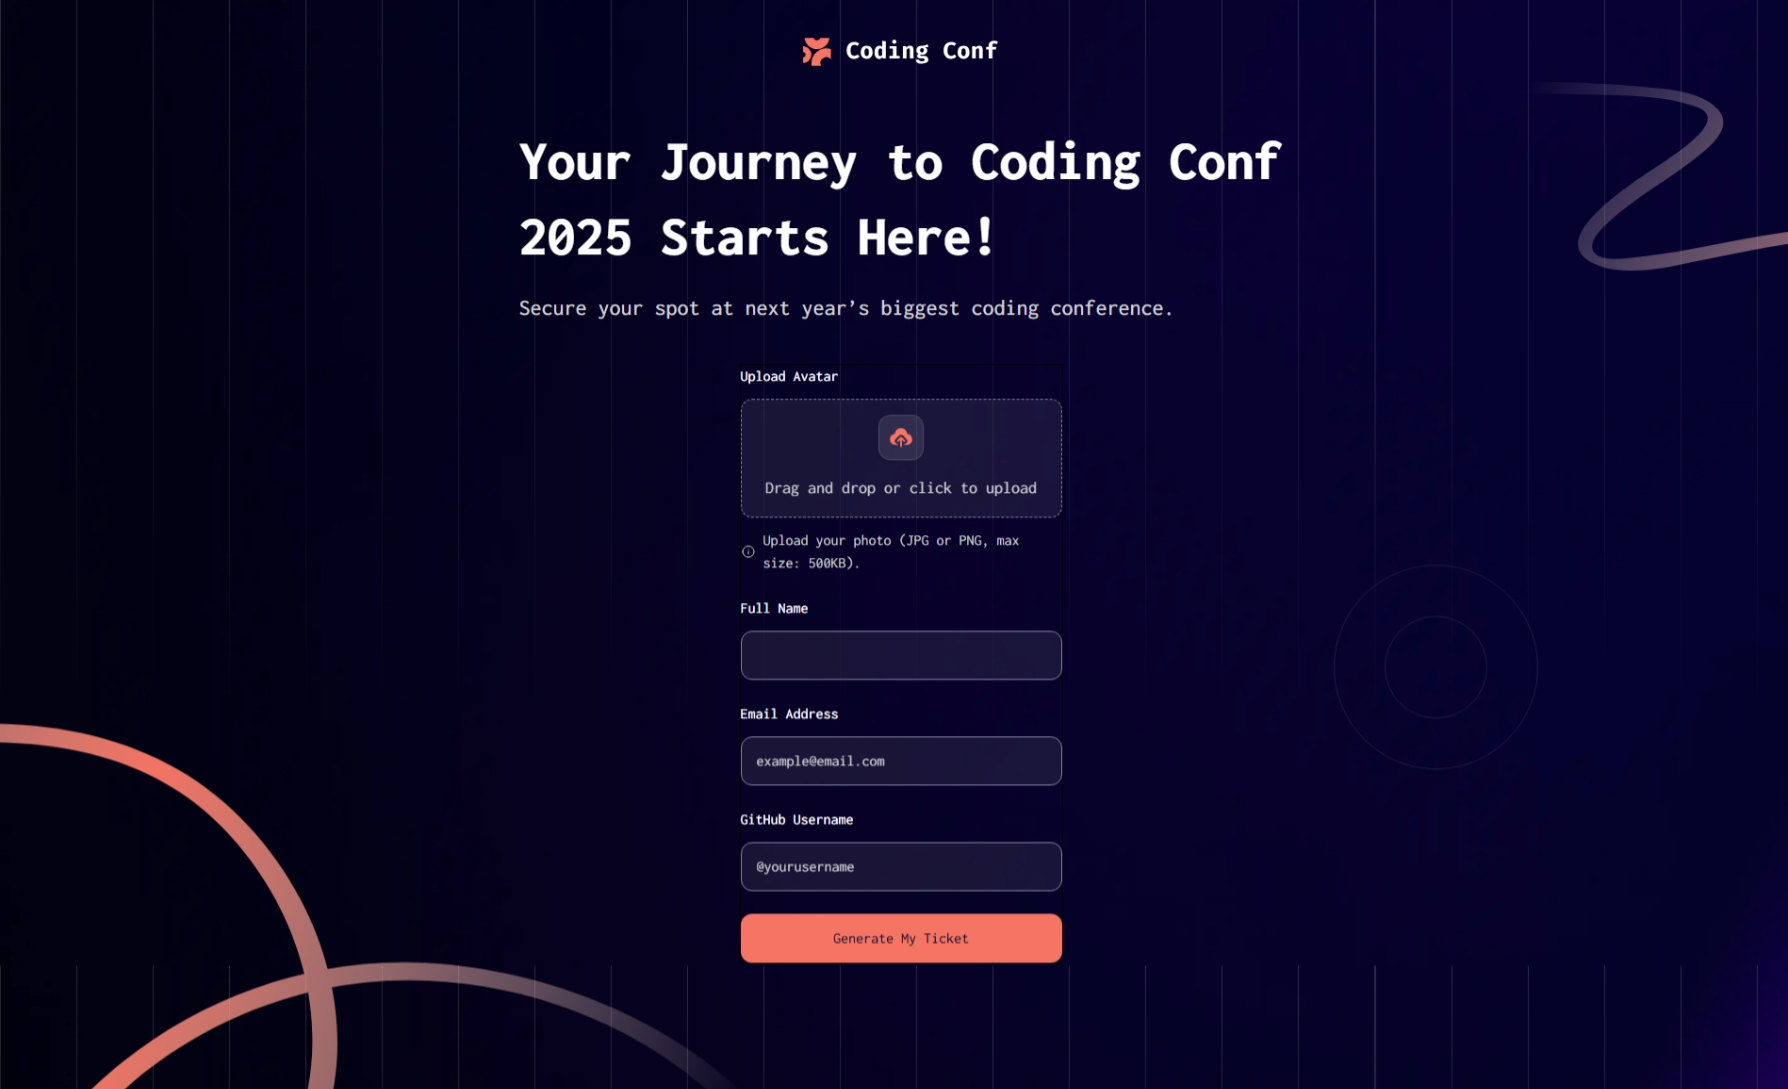 Coding Conf
Your Journey to Coding Conf
2025 Starts Here!
Secure your spot at next year’s biggest coding conference.
Upload Avatar
Drag and drop or click to upload
Upload your photo (JPG or PNG, max
size: 500KB).
Full Name
Email Address
example@email.com
GitHub Username
@yourusername
Generate My Ticket